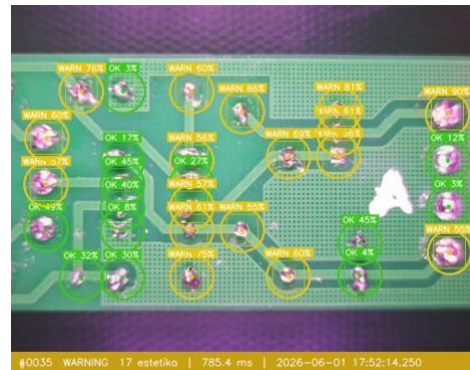 WARN 76%
OK 3%
WARN 60%
WARN 86%
WARN 81%
WARN 90%
WARN 61%
WARN 60%
OK 17%
WARN 56%
WARN 69%
OK 12%
OK 45%
OK 27%
OK 40%
WARN 57%
OK 3%
OK 49%
OK 8%
WARN 61%
WARN 55%
OK 45%
WARN 55%
OK 32%
OK 30%
WARN 75%
WARN 60%
OK 4%
A
#0035 WARNING 17 estetika | 785.4 ms | 2026-06-01 17:52:14.250